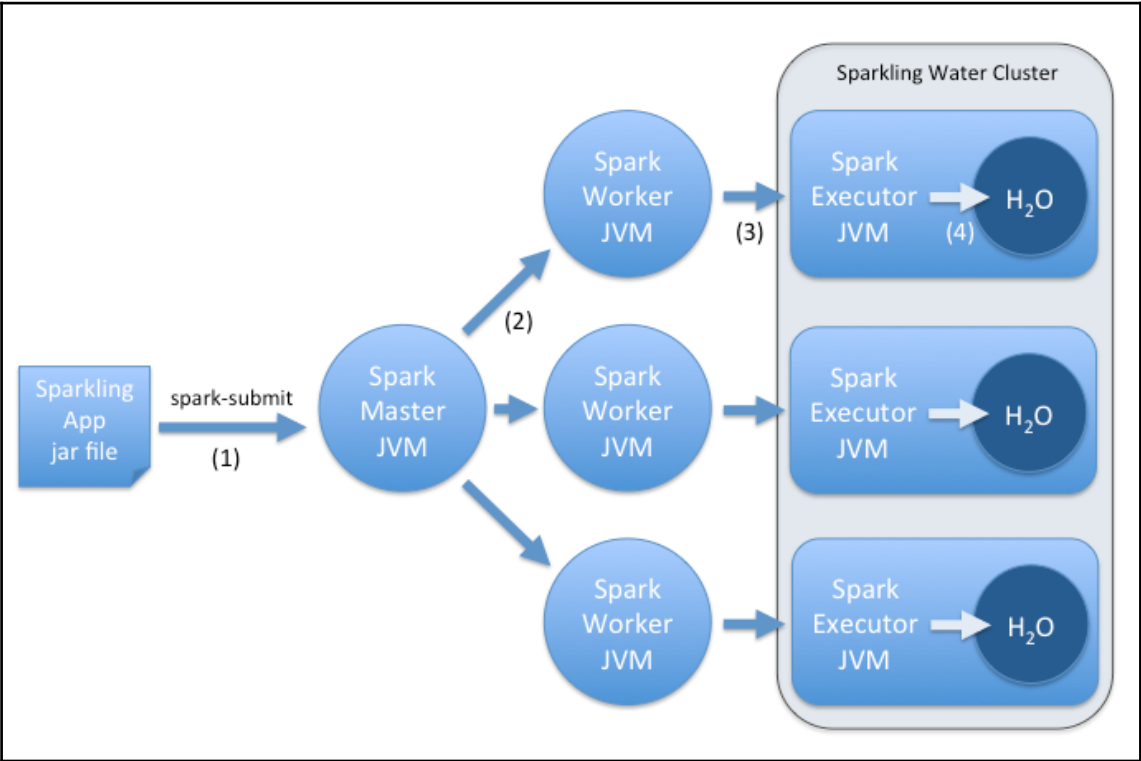 Sparkling Water Cluster
Spark
Worker
JVM
(3)
Spark
Executor
JVM
(4)
H₂O
(2)
Sparkling
App
jar file
spark-submit
(1)
Spark
Master
JVM
Spark
Worker
JVM
Spark
Executor
JVM
H₂O
Spark
Worker
JVM
Spark
Executor
JVM
H₂O